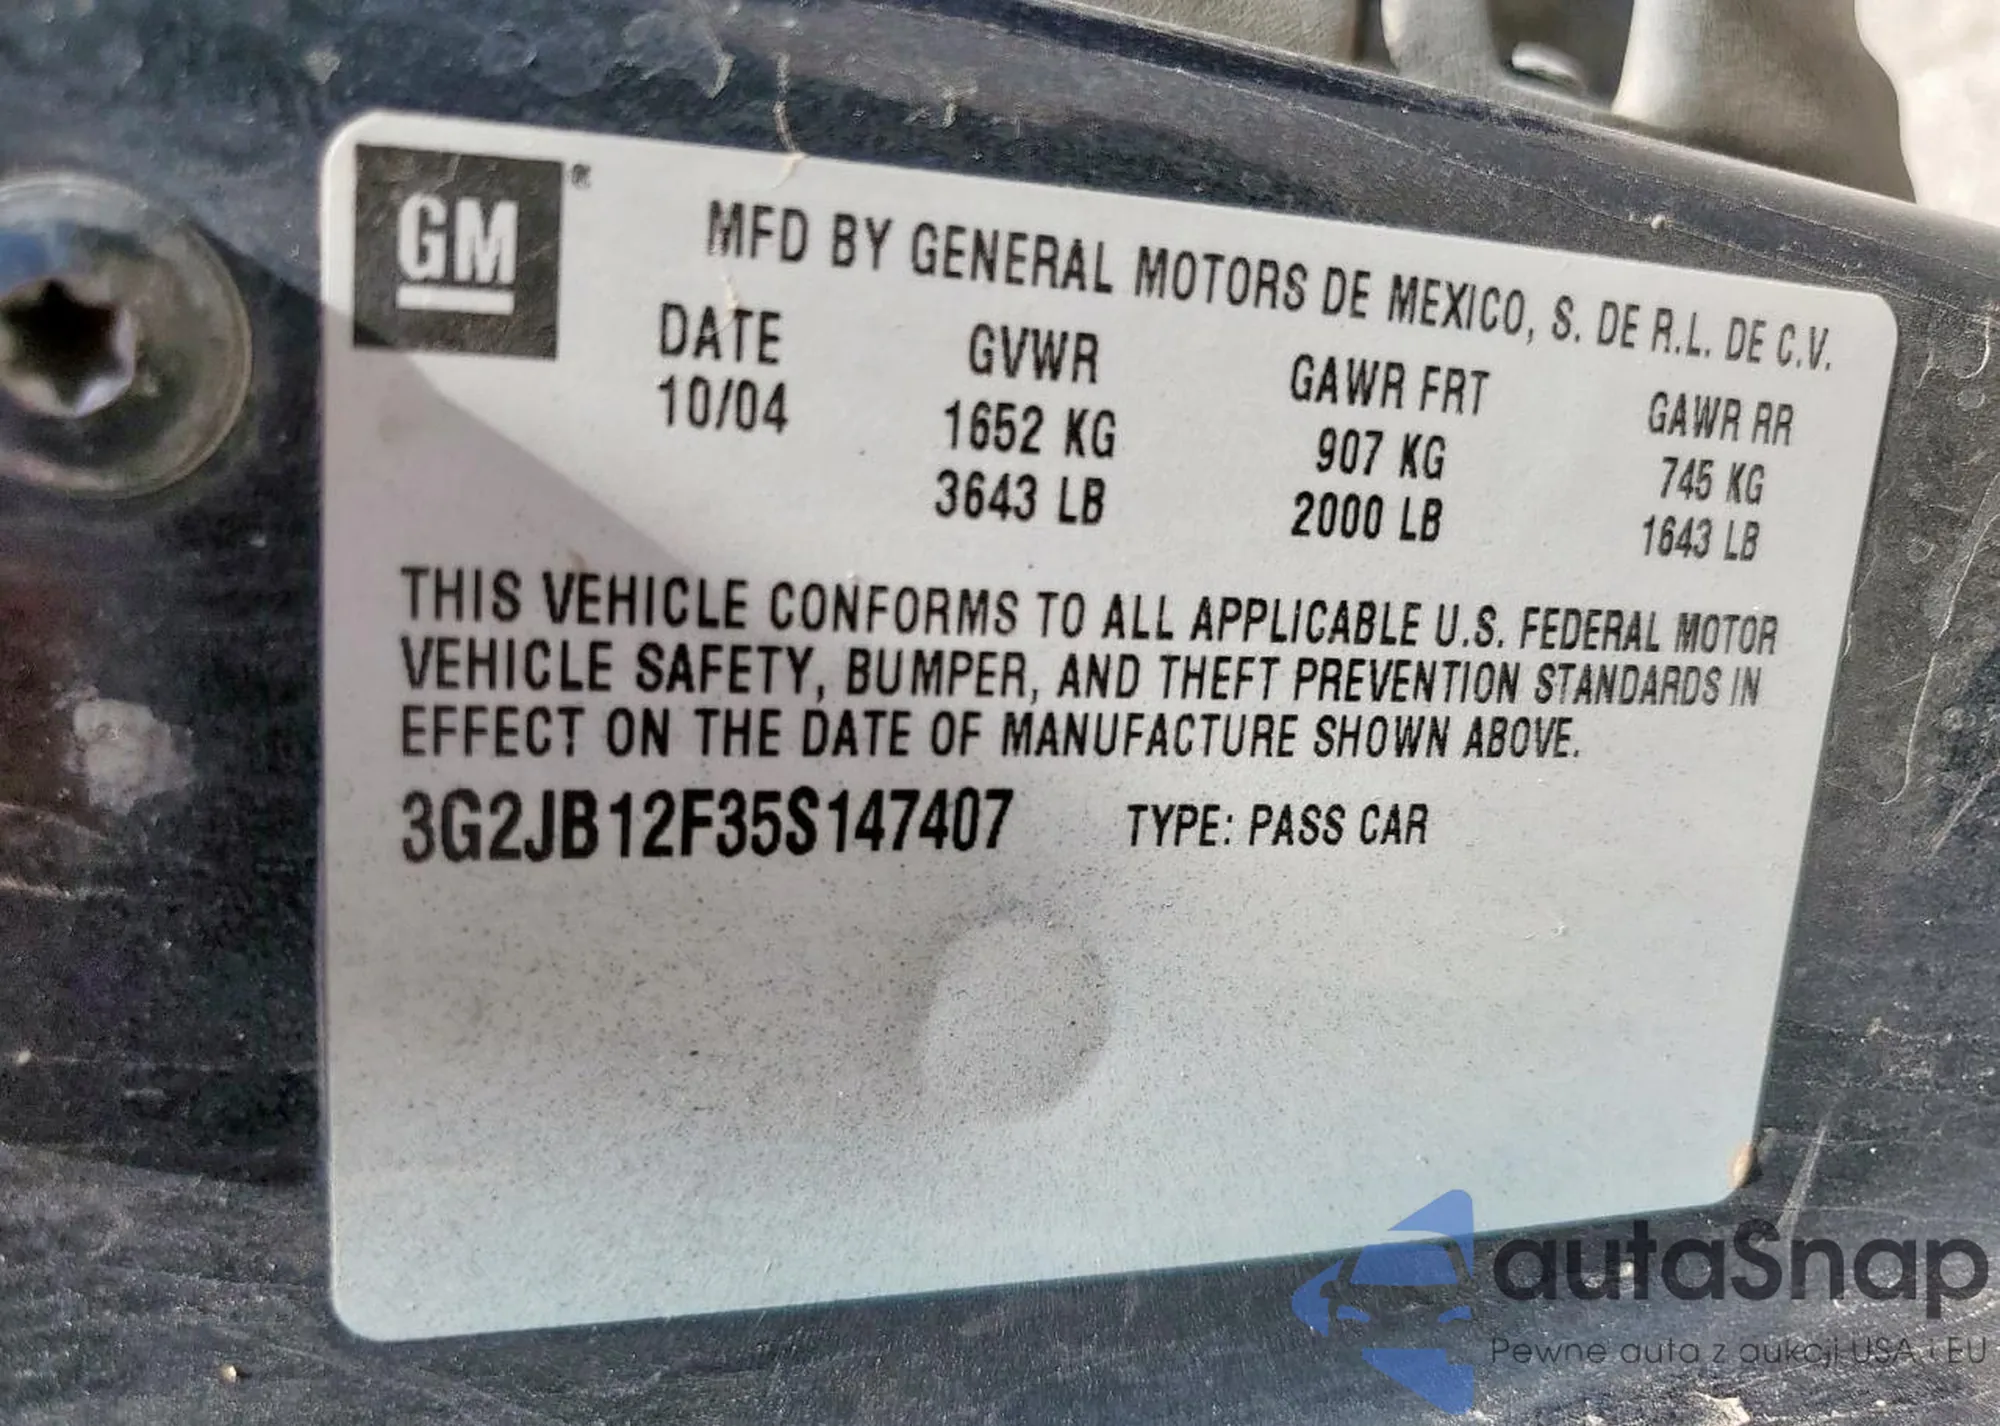 GM®
MFD BY GENERAL MOTORS DE MEXICO, S. DE R.L. DE C.V.
DATE GVWR GAWR FRT GAWR RR
10/04 1652 KG 907 KG 745 KG
3643 LB 2000 LB 1643 LB
THIS VEHICLE CONFORMS TO ALL APPLICABLE U.S. FEDERAL MOTOR
VEHICLE SAFETY, BUMPER, AND THEFT PREVENTION STANDARDS IN
EFFECT ON THE DATE OF MANUFACTURE SHOWN ABOVE.
3G2JB12F35S147407 TYPE: PASS CAR
autaSnap
Pewne auta z aukcji USA i EU